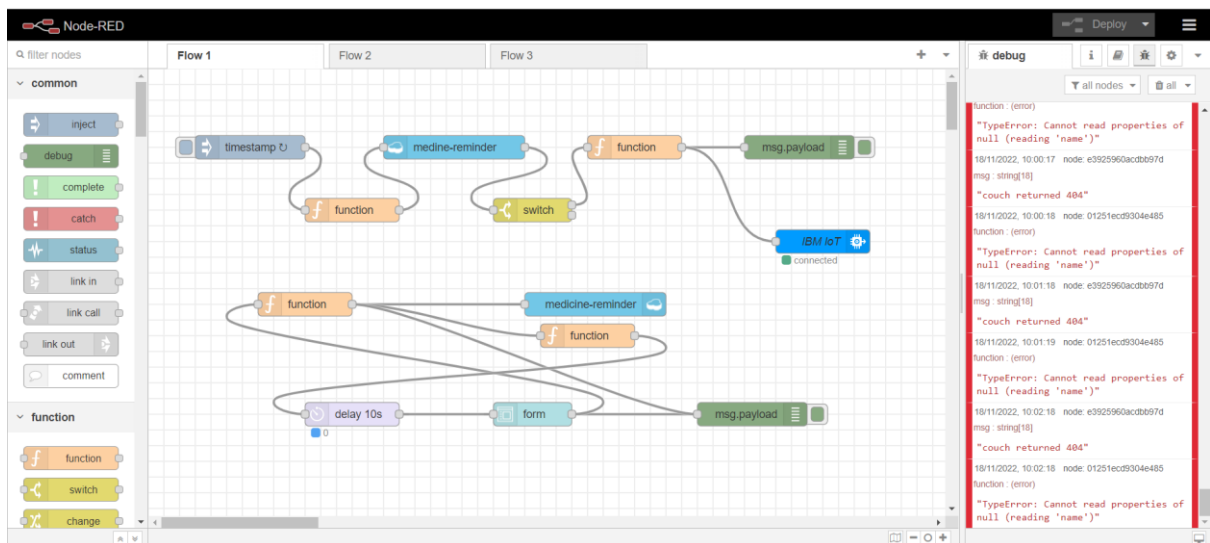 Node-RED
Deploy
filter nodes
Flow 1
Flow 2
Flow 3
debug
i
all nodes
all
common
inject
debug
complete
catch
status
link in
link call
link out
comment
function
function
switch
change
timestamp ↻
medine-reminder
function
msg.payload
function
switch
IBM IoT
connected
function
medicine-reminder
function
delay 10s
0
form
msg.payload
function : (error)
"TypeError: Cannot read properties of
null (reading 'name')"
18/11/2022, 10:00:17 node: e3925960acdbb97d
msg : string[18]
"couch returned 404"
18/11/2022, 10:00:18 node: 01251ecd9304e485
function : (error)
"TypeError: Cannot read properties of
null (reading 'name')"
18/11/2022, 10:01:18 node: e3925960acdbb97d
msg : string[18]
"couch returned 404"
18/11/2022, 10:01:19 node: 01251ecd9304e485
function : (error)
"TypeError: Cannot read properties of
null (reading 'name')"
18/11/2022, 10:02:18 node: e3925960acdbb97d
msg : string[18]
"couch returned 404"
18/11/2022, 10:02:18 node: 01251ecd9304e485
function : (error)
"TypeError: Cannot read properties of
null (reading 'name')"